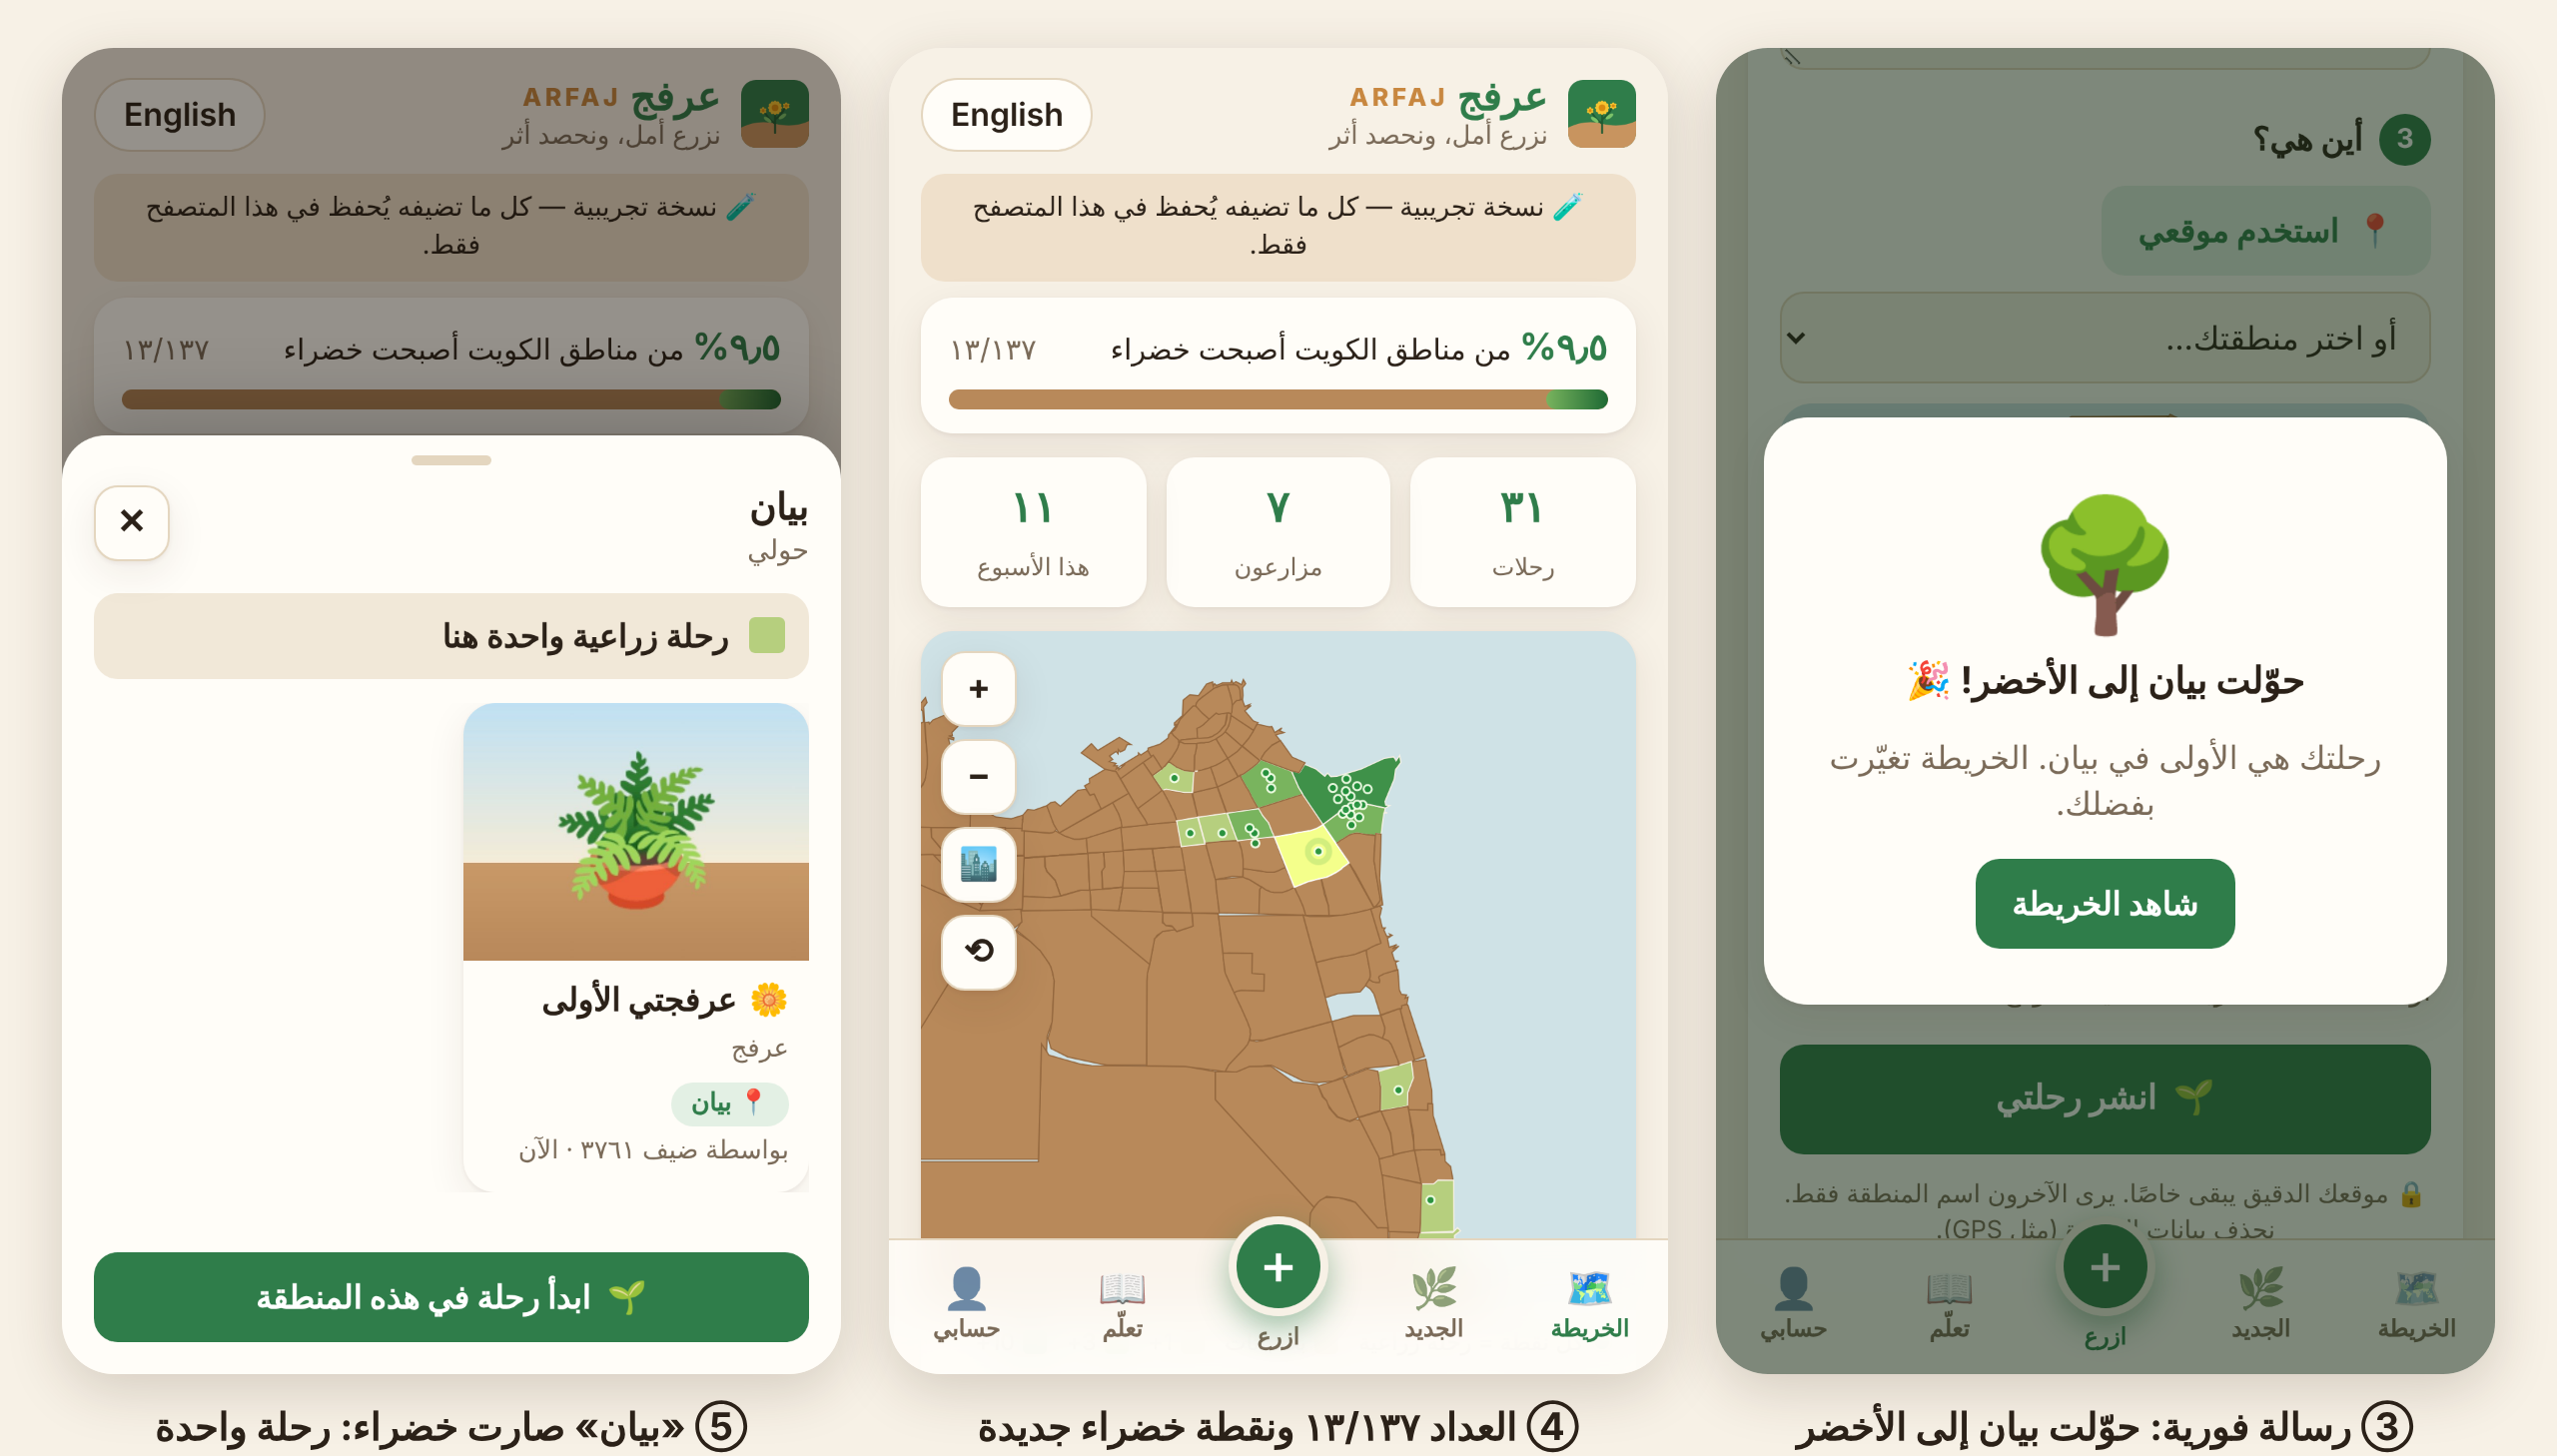 3 أين هي؟
📍 استخدم موقعي
أو اختر منطقتك...
حوّلت بيان إلى الأخضر! 🎉
رحلتك هي الأولى في بيان. الخريطة تغيّرت
بفضلك.
شاهد الخريطة
🌱 انشر رحلتي
🔒 موقعك الدقيق يبقى خاصًا. يرى الآخرون اسم المنطقة فقط.
نحذف بيانات (مثل GPS).
الخريطة
الجديد
+
ازرع
تعلّم
حسابي
③ رسالة فورية: حوّلت بيان إلى الأخضر
عرفج ARFAJ
نزرع أمل، ونحصد أثر
English
🧪 نسخة تجريبية — كل ما تضيفه يُحفظ في هذا المتصفح
فقط.
٩٫٥% من مناطق الكويت أصبحت خضراء
١٣/١٣٧
٣١
رحلات
٧
مزارعون
١١
هذا الأسبوع
+
−
⟲
الخريطة
الجديد
+
ازرع
تعلّم
حسابي
④ العداد ١٣/١٣٧ ونقطة خضراء جديدة
عرفج ARFAJ
نزرع أمل، ونحصد أثر
English
🧪 نسخة تجريبية — كل ما تضيفه يُحفظ في هذا المتصفح
فقط.
٩٫٥% من مناطق الكويت أصبحت خضراء
١٣/١٣٧
بيان
حولي
✕
رحلة زراعية واحدة هنا
🌼 عرفجتي الأولى
عرفج
📍 بيان
بواسطة ضيف ٣٧٦١ · الآن
🌱 ابدأ رحلة في هذه المنطقة
⑤ «بيان» صارت خضراء: رحلة واحدة